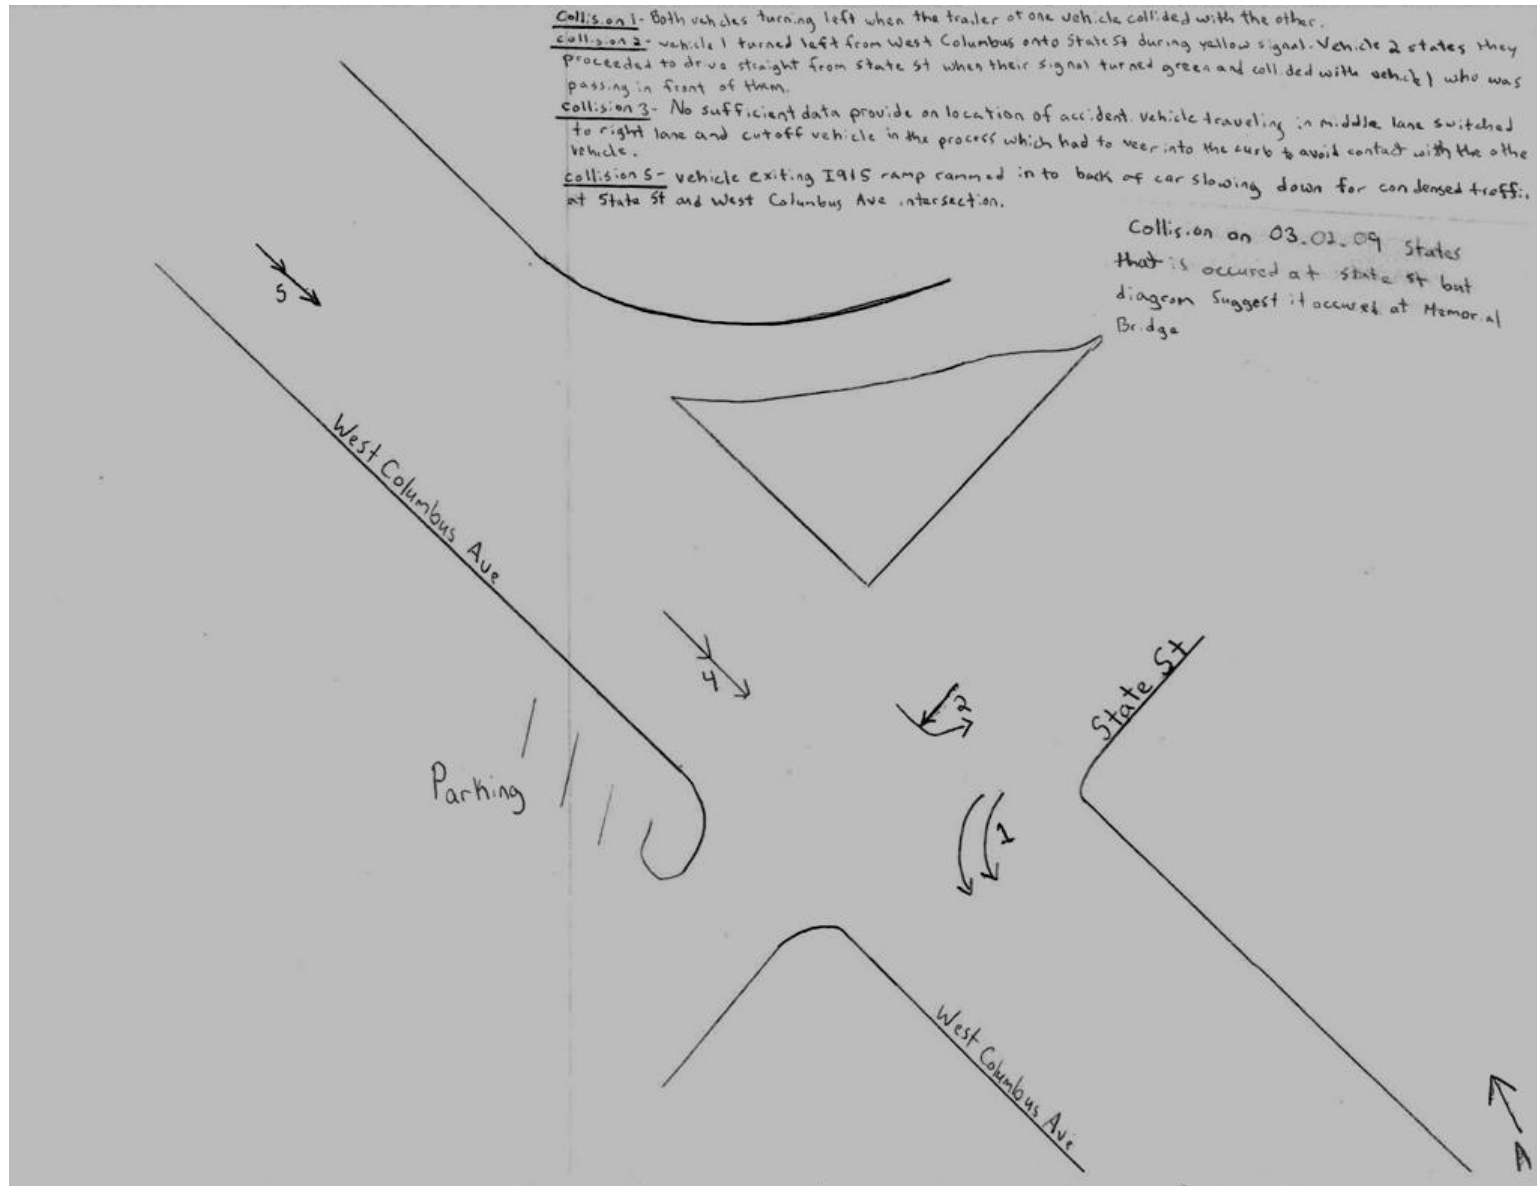 Collision 1- Both vehicles turning left when the trailer of one vehicle collided with the other.
collision 2- vehicle 1 turned left from West Columbus onto State St during yellow signal. Vehicle 2 states they
proceeded to drive straight from state st when their signal turned green and collided with vehicle 1 who was
passing in front of them.
collision 3- No sufficient data provide on location of accident. vehicle traveling in middle lane switched
to right lane and cutoff vehicle in the process which had to veer into the curb to avoid contact with the othe
vehicle.
collision 5- vehicle exiting I915 ramp rammed in to back of car slowing down for condensed traffic
at State St and West Columbus Ave intersection.
Collision on 03.02.09 States
that is occured at state st but
diagram suggest it occured at Memorial
Bridge
5
West Columbus Ave
4
2
State St
Parking
1
West Columbus Ave